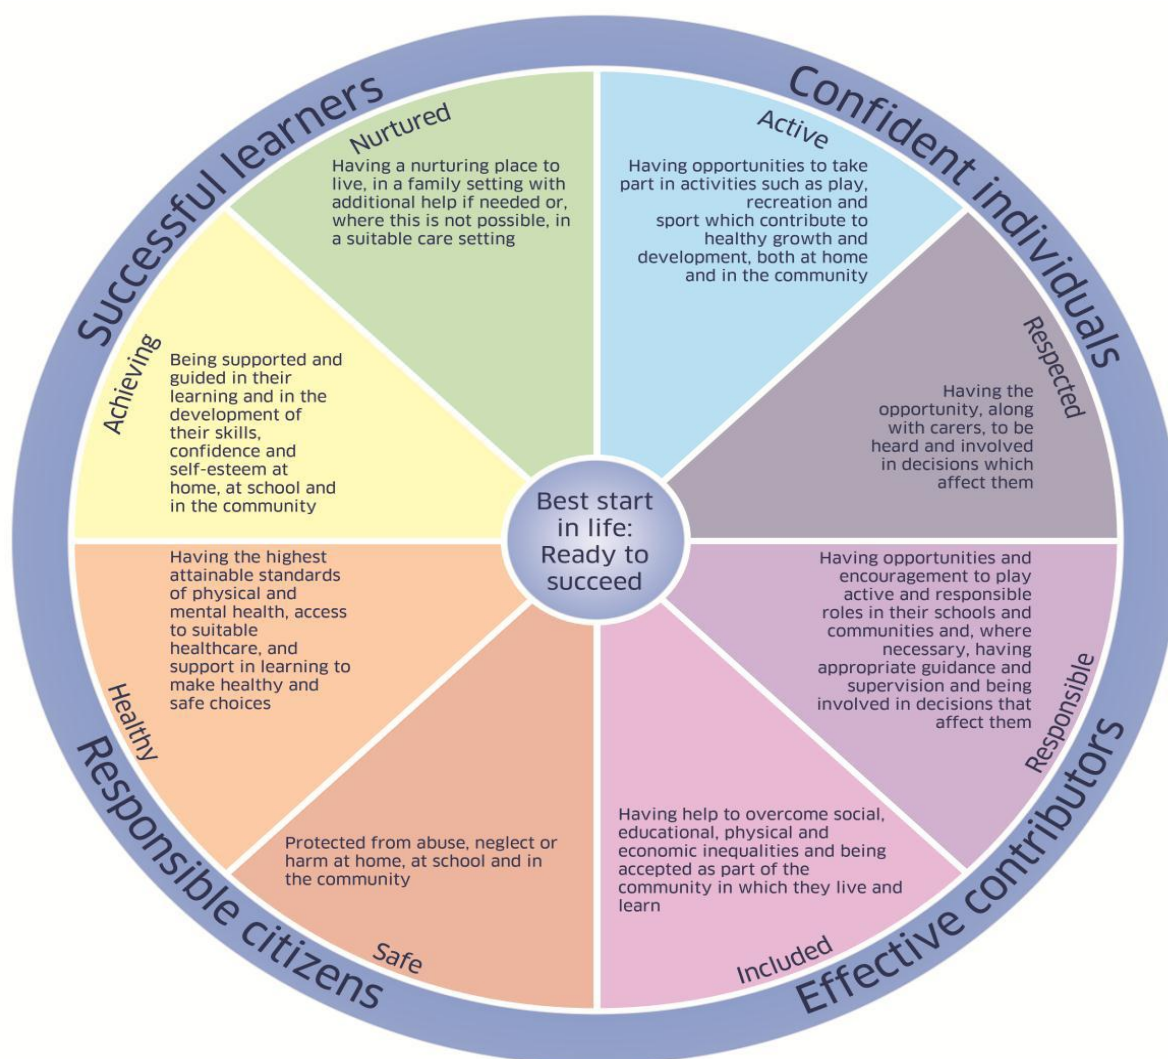 Successful learners
Confident individuals
Nurtured
Having a nurturing place to
live, in a family setting with
additional help if needed or,
where this is not possible, in
a suitable care setting
Active
Having opportunities to take
part in activities such as play,
recreation and
sport which contribute to
healthy growth and
development, both at home
and in the community
Achieving
Being supported and
guided in their
learning and in the
development of
their skills,
confidence and
self-esteem at
home, at school and
in the community
Respected
Having the
opportunity, along
with carers, to be
heard and involved
in decisions which
affect them
Best start
in life:
Ready to
succeed
Healthy
Having the highest
attainable standards
of physical and
mental health, access
to suitable
healthcare, and
support in learning to
make healthy and
safe choices
Responsible
Having opportunities and
encouragement to play
active and responsible
roles in their schools and
communities and, where
necessary, having
appropriate guidance and
supervision and being
involved in decisions that
affect them
Protected from abuse, neglect or
harm at home, at school and in
the community
Safe
Having help to overcome social,
educational, physical and
economic inequalities and being
accepted as part of the
community in which they live and
learn
Included
Responsible citizens
Effective contributors